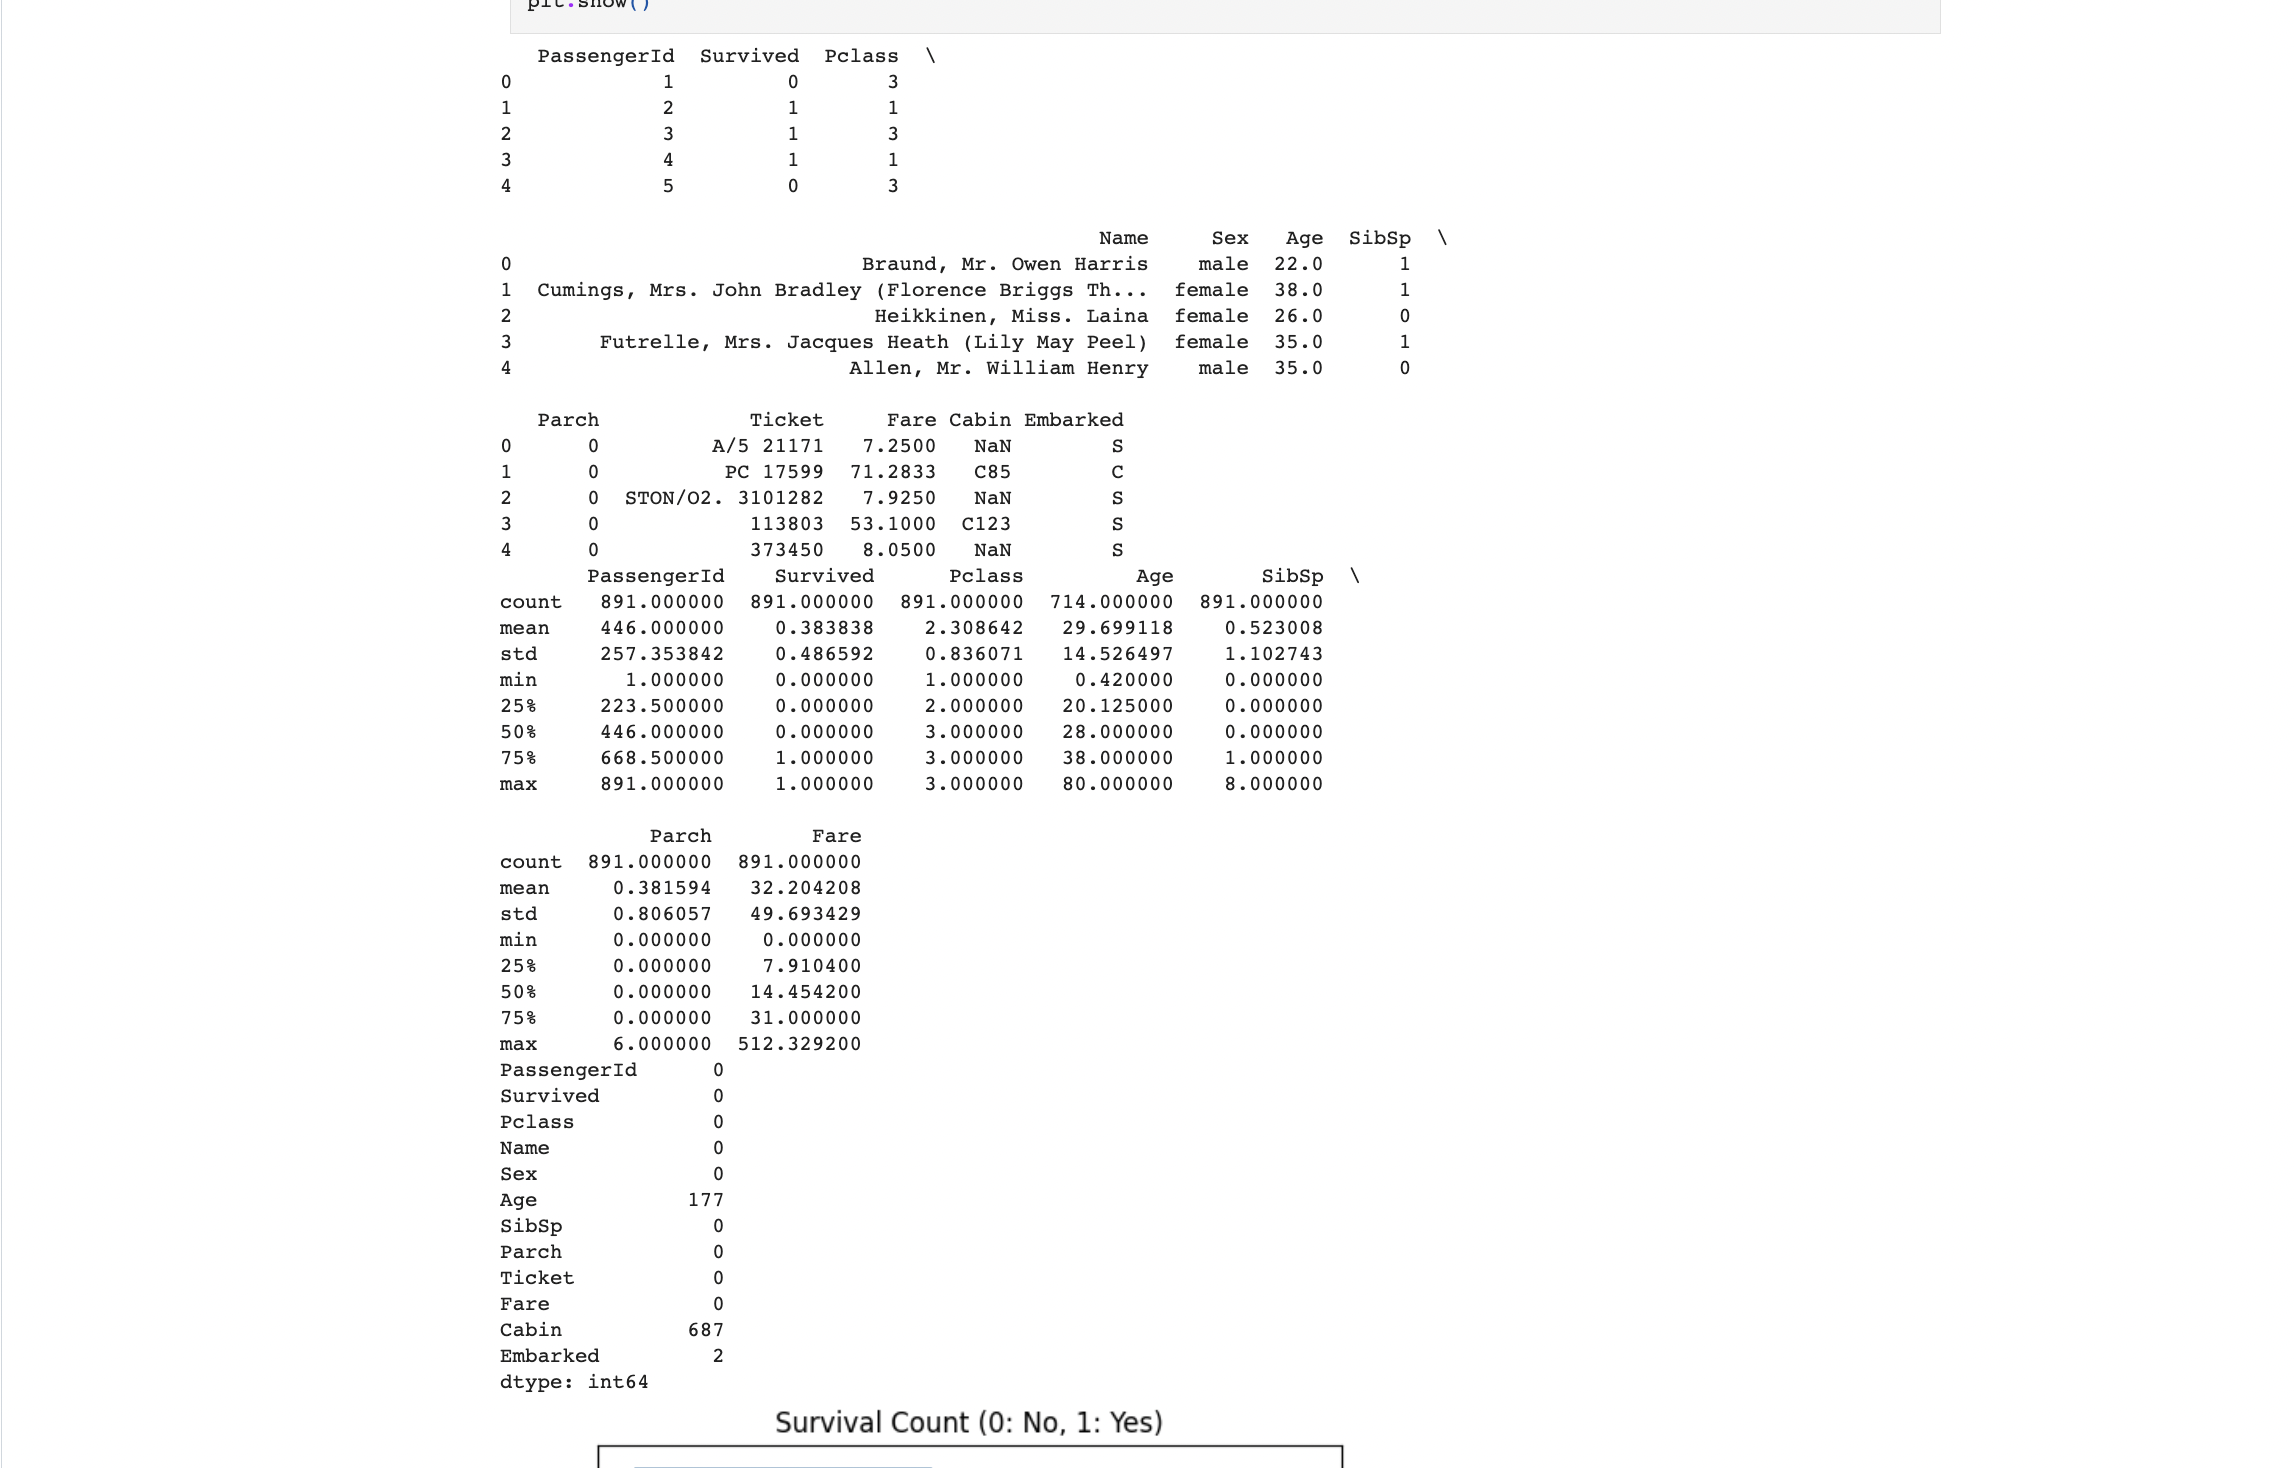 plt.show()
   PassengerId  Survived  Pclass  \
0            1         0       3
1            2         1       1
2            3         1       3
3            4         1       1
4            5         0       3
                                                Name     Sex   Age  SibSp  \
0                            Braund, Mr. Owen Harris    male  22.0      1
1  Cumings, Mrs. John Bradley (Florence Briggs Th...  female  38.0      1
2                             Heikkinen, Miss. Laina  female  26.0      0
3       Futrelle, Mrs. Jacques Heath (Lily May Peel)  female  35.0      1
4                           Allen, Mr. William Henry    male  35.0      0
   Parch            Ticket     Fare Cabin Embarked
0      0         A/5 21171   7.2500   NaN        S
1      0          PC 17599  71.2833   C85        C
2      0  STON/O2. 3101282   7.9250   NaN        S
3      0            113803  53.1000  C123        S
4      0            373450   8.0500   NaN        S
       PassengerId    Survived      Pclass         Age       SibSp  \
count   891.000000  891.000000  891.000000  714.000000  891.000000
mean    446.000000    0.383838    2.308642   29.699118    0.523008
std     257.353842    0.486592    0.836071   14.526497    1.102743
min       1.000000    0.000000    1.000000    0.420000    0.000000
25%     223.500000    0.000000    2.000000   20.125000    0.000000
50%     446.000000    0.000000    3.000000   28.000000    0.000000
75%     668.500000    1.000000    3.000000   38.000000    1.000000
max     891.000000    1.000000    3.000000   80.000000    8.000000
            Parch        Fare
count  891.000000  891.000000
mean     0.381594   32.204208
std      0.806057   49.693429
min      0.000000    0.000000
25%      0.000000    7.910400
50%      0.000000   14.454200
75%      0.000000   31.000000
max      6.000000  512.329200
PassengerId      0
Survived         0
Pclass           0
Name             0
Sex              0
Age            177
SibSp            0
Parch            0
Ticket           0
Fare             0
Cabin          687
Embarked         2
dtype: int64
Survival Count (0: No, 1: Yes)